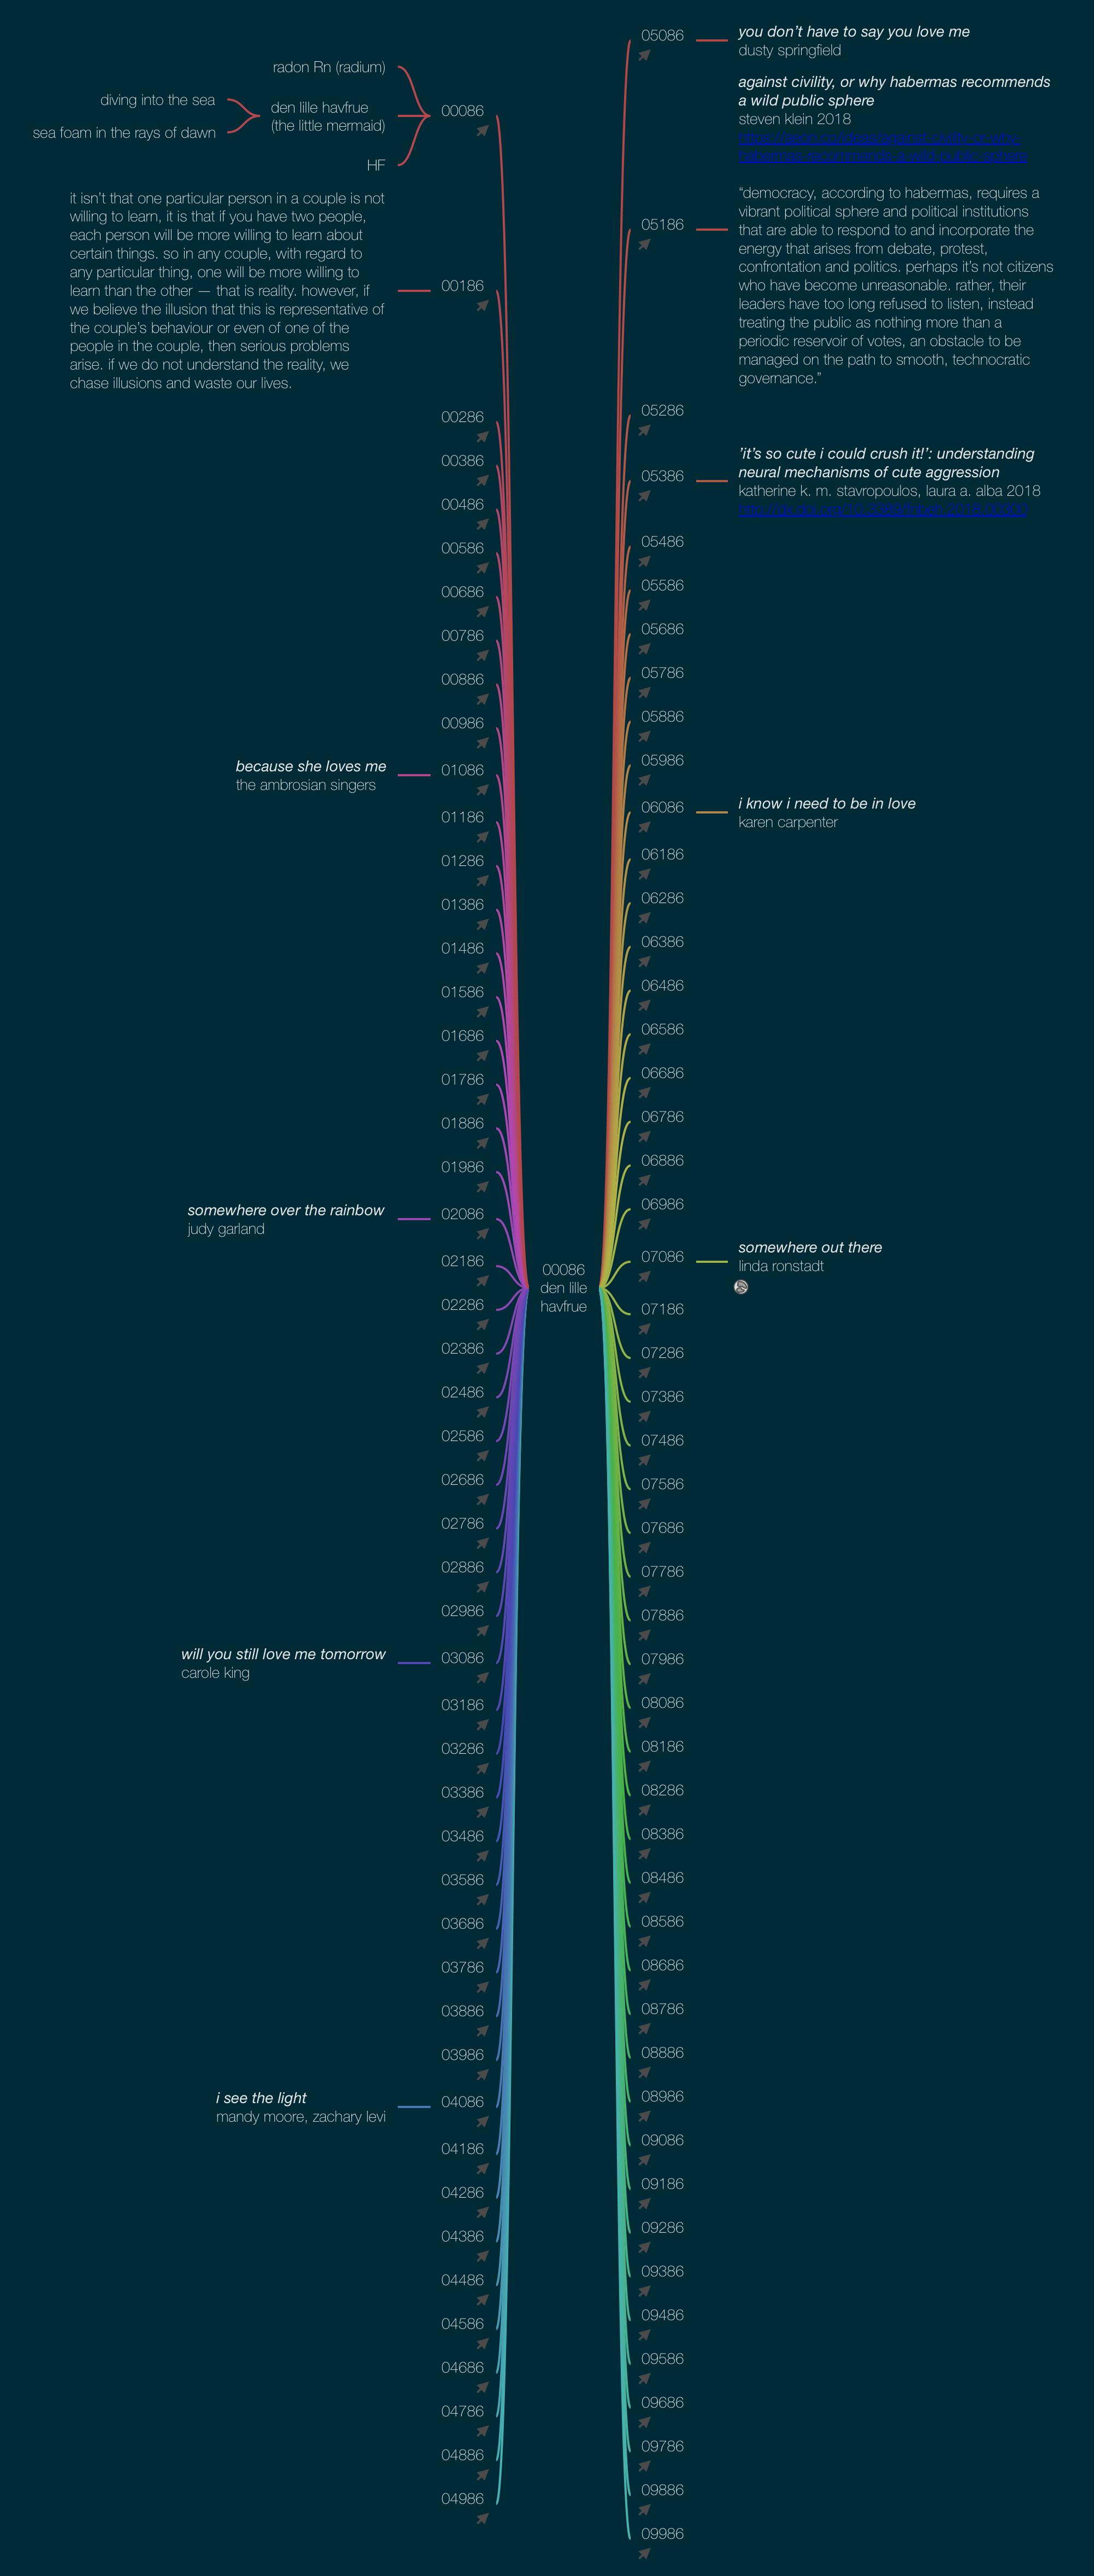 radon Rn (radium)
diving into the sea
sea foam in the rays of dawn
den lille havfrue
(the little mermaid)
HF
00086
it isn't that one particular person in a couple is not
willing to learn, it is that if you have two people,
each person will be more willing to learn about
certain things. so in any couple, with regard to
any particular thing, one will be more willing to
learn than the other — that is reality. however, if
we believe the illusion that this is representative of
the couple's behaviour or even of one of the
people in the couple, then serious problems
arise. if we do not understand the reality, we
chase illusions and waste our lives.
00186
00286
00386
00486
00586
00686
00786
00886
00986
because she loves me
the ambrosian singers
01086
01186
01286
01386
01486
01586
01686
01786
01886
01986
somewhere over the rainbow
judy garland
02086
02186
02286
02386
02486
02586
02686
02786
02886
02986
will you still love me tomorrow
carole king
03086
03186
03286
03386
03486
03586
03686
03786
03886
03986
i see the light
mandy moore, zachary levi
04086
04186
04286
04386
04486
04586
04686
04786
04886
04986
00086
den lille
havfrue
05086
you don't have to say you love me
dusty springfield
05186
against civility, or why habermas recommends
a wild public sphere
steven klein 2018
“democracy, according to habermas, requires a
vibrant political sphere and political institutions
that are able to respond to and incorporate the
energy that arises from debate, protest,
confrontation and politics. perhaps it's not citizens
who have become unreasonable. rather, their
leaders have too long refused to listen, instead
treating the public as nothing more than a
periodic reservoir of votes, an obstacle to be
managed on the path to smooth, technocratic
governance.”
05286
05386
'it's so cute i could crush it!': understanding
neural mechanisms of cute aggression
katherine k. m. stavropoulos, laura a. alba 2018
05486
05586
05686
05786
05886
05986
06086
i know i need to be in love
karen carpenter
06186
06286
06386
06486
06586
06686
06786
06886
06986
07086
somewhere out there
linda ronstadt
07186
07286
07386
07486
07586
07686
07786
07886
07986
08086
08186
08286
08386
08486
08586
08686
08786
08886
08986
09086
09186
09286
09386
09486
09586
09686
09786
09886
09986